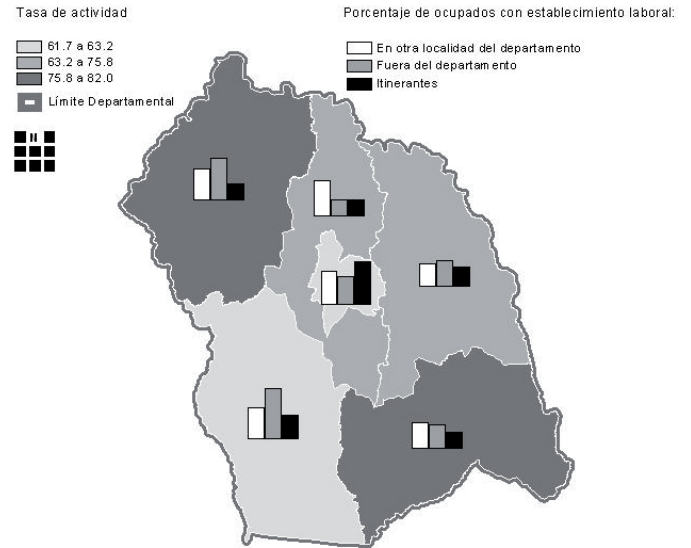 Tasa de actividad
61.7 a 63.2
63.2 a 75.8
75.8 a 82.0
Límite Departamental
N
Porcentaje de ocupados con establecimiento laboral:
En otra localidad del departamento
Fuera del departamento
Itinerantes